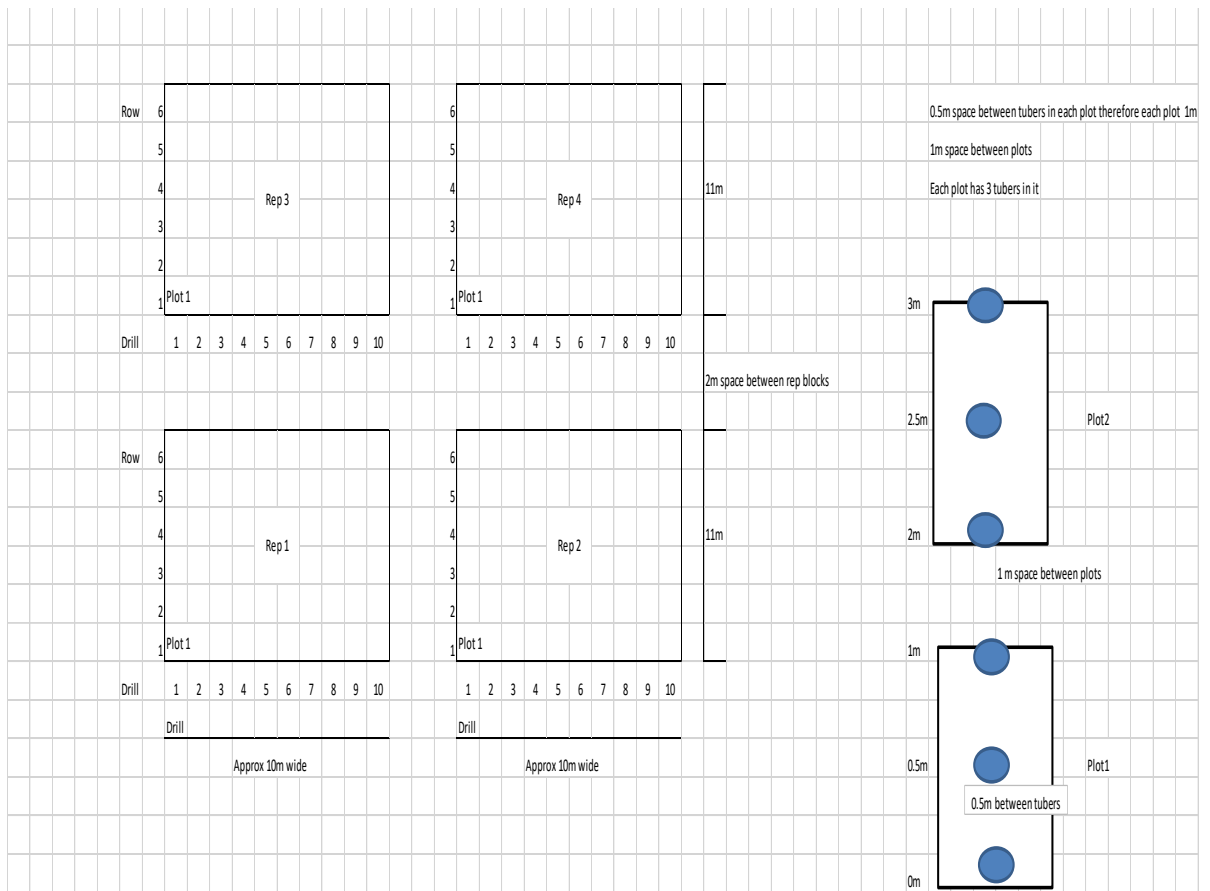 0.5m space between tubers in each plot therefore each plot 1m
1m space between plots
Each plot has 3 tubers in it
Row 6 6
5 5
4 4 11m
Rep 3 Rep 4
3 3
2 2
Plot 1 Plot 1
1 1
Drill 1 2 3 4 5 6 7 8 9 10 1 2 3 4 5 6 7 8 9 10
2m space between rep blocks
Row 6 6
5 5
4 4 11m
Rep 1 Rep 2
3 3
2 2
Plot 1 Plot 1
1 1
Drill 1 2 3 4 5 6 7 8 9 10 1 2 3 4 5 6 7 8 9 10
Drill Drill
Approx 10m wide Approx 10m wide
3m
2.5m Plot2
2m
1 m space between plots
1m
0.5m Plot1
0.5m between tubers
0m